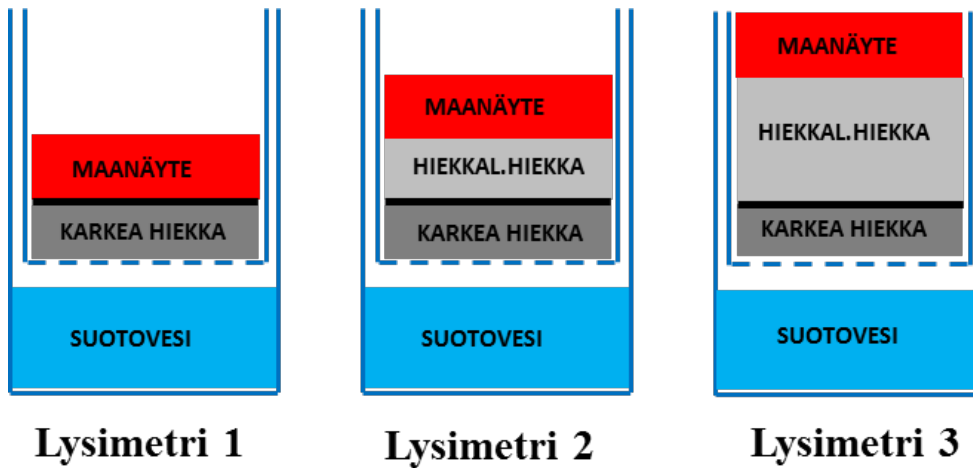 MAANÄYTE
KARKEA HIEKKA
SUOTOVESI
Lysimetri 1
MAANÄYTE
HIEKKAL.HIEKKA
KARKEA HIEKKA
SUOTOVESI
Lysimetri 2
MAANÄYTE
HIEKKAL.HIEKKA
KARKEA HIEKKA
SUOTOVESI
Lysimetri 3